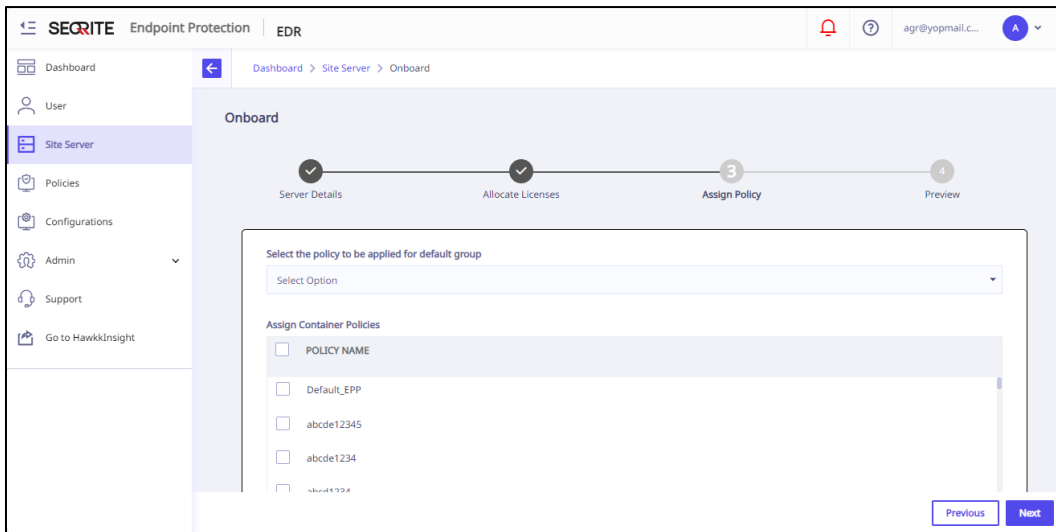 SEQRITE Endpoint Protection EDR agr@yopmail.c... A
Dashboard
User
Site Server
Policies
Configurations
Admin
Support
Go to HawkkInsight
Dashboard > Site Server > Onboard
Onboard
3 4
Server Details Allocate Licenses Assign Policy Preview
Select the policy to be applied for default group
Select Option
Assign Container Policies
POLICY NAME
Default_EPP
abcde12345
abcde1234
abcd1234
Previous Next